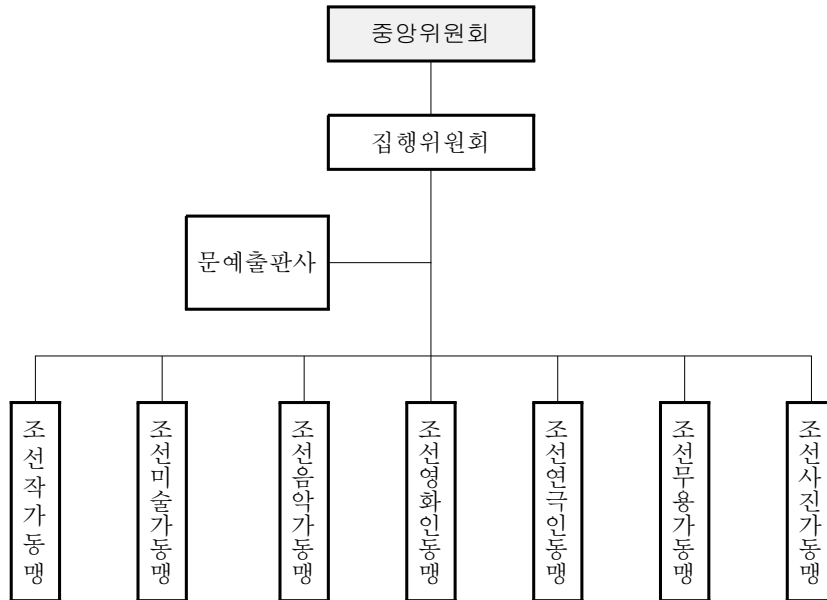 중앙위원회
집행위원회
문예출판사
조선작가동맹
조선미술가동맹
조선음악가동맹
조선영화인동맹
조선연극인동맹
조선무용가동맹
조선사진가동맹